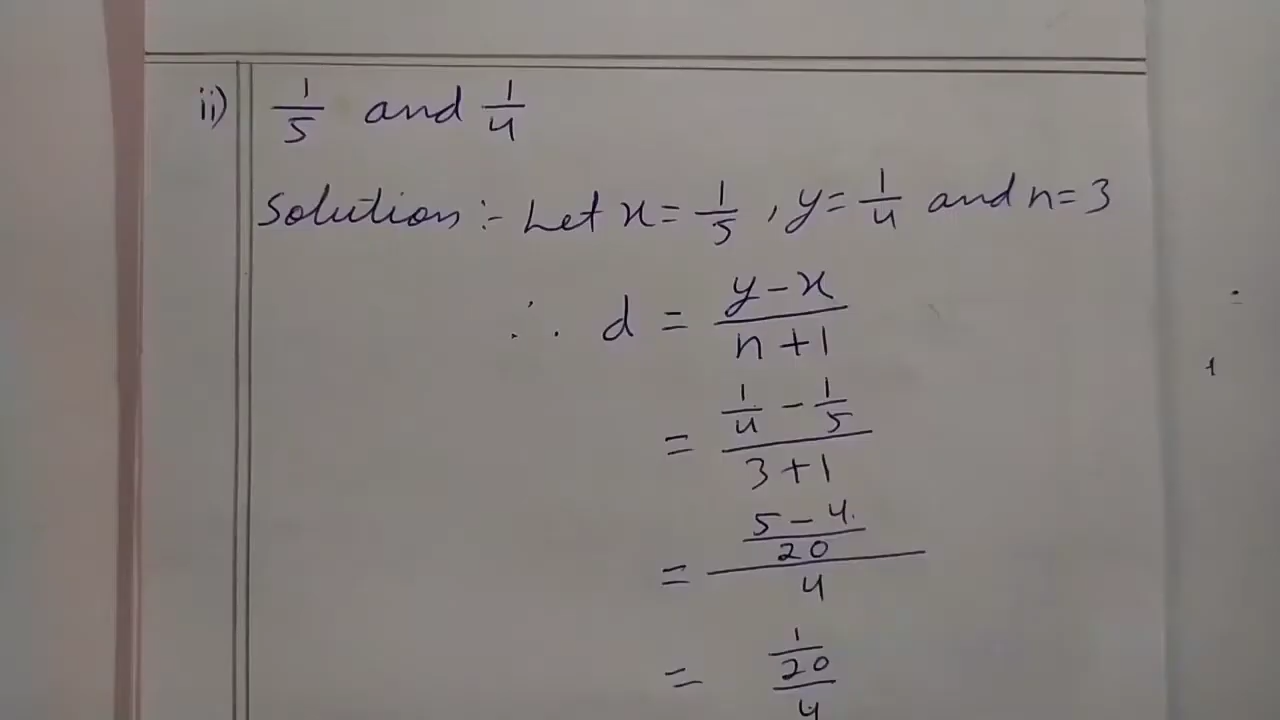 ii) 1/5 and 1/4
Solution :- Let x = 1/5 , y = 1/4 and n = 3
∴ d = (y - x)/(n + 1)
= (1/4 - 1/5)/(3 + 1)
= ((5 - 4)/20)/4
= (1/20)/4